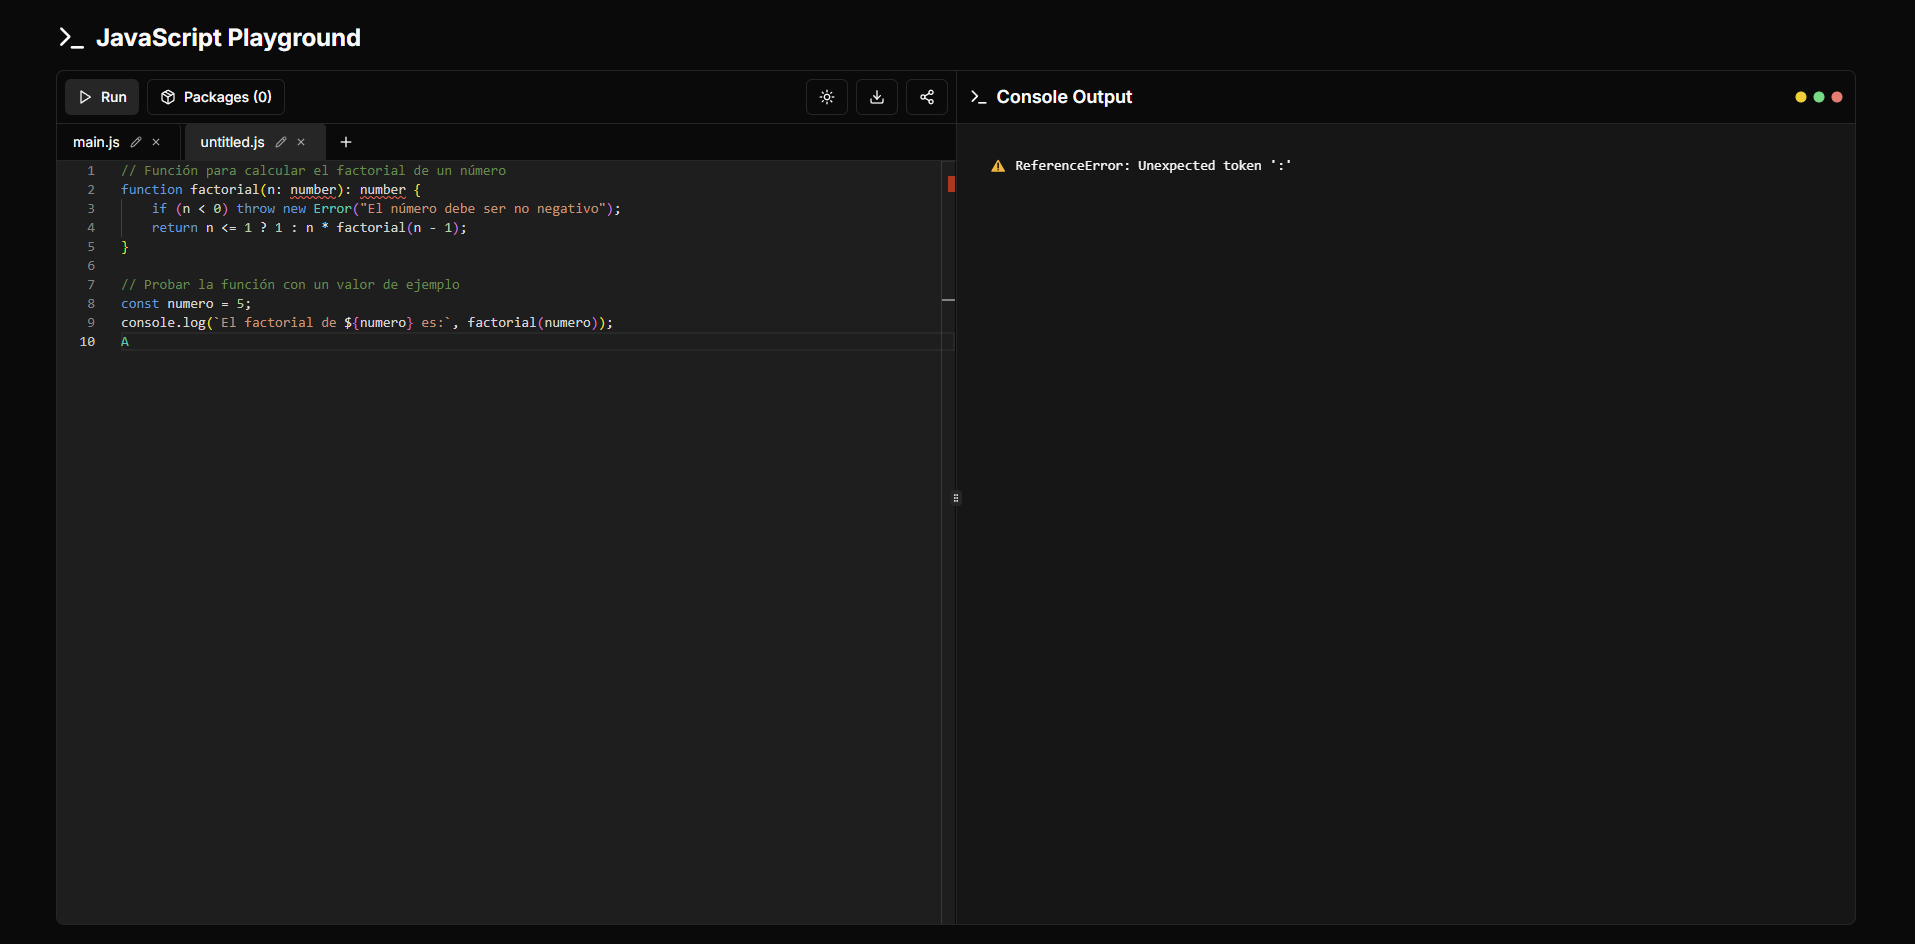 JavaScript Playground
Run
Packages (0)
main.js
untitled.js
1 // Función para calcular el factorial de un número
2 function factorial(n: number): number {
3     if (n < 0) throw new Error("El número debe ser no negativo");
4     return n <= 1 ? 1 : n * factorial(n - 1);
5 }
6
7 // Probar la función con un valor de ejemplo
8 const numero = 5;
9 console.log(`El factorial de ${numero} es:`, factorial(numero));
10 A
Console Output
ReferenceError: Unexpected token ':'